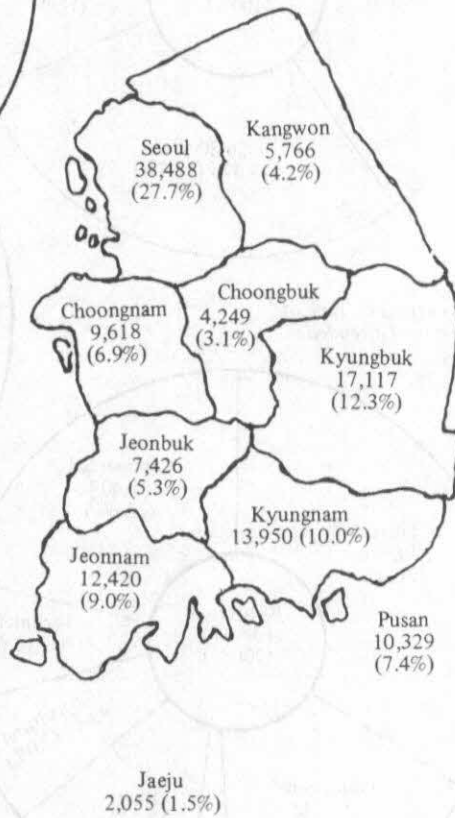 Seoul
38,488
(27.7%)
Kangwon
5,766
(4.2%)
Choongnam
9,618
(6.9%)
Choongbuk
4,249
(3.1%)
Kyungbuk
17,117
(12.3%)
Jeonbuk
7,426
(5.3%)
Kyungnam
13,950 (10.0%)
Jeonnam
12,420
(9.0%)
Pusan
10,329
(7.4%)
Jaeju
2,055 (1.5%)